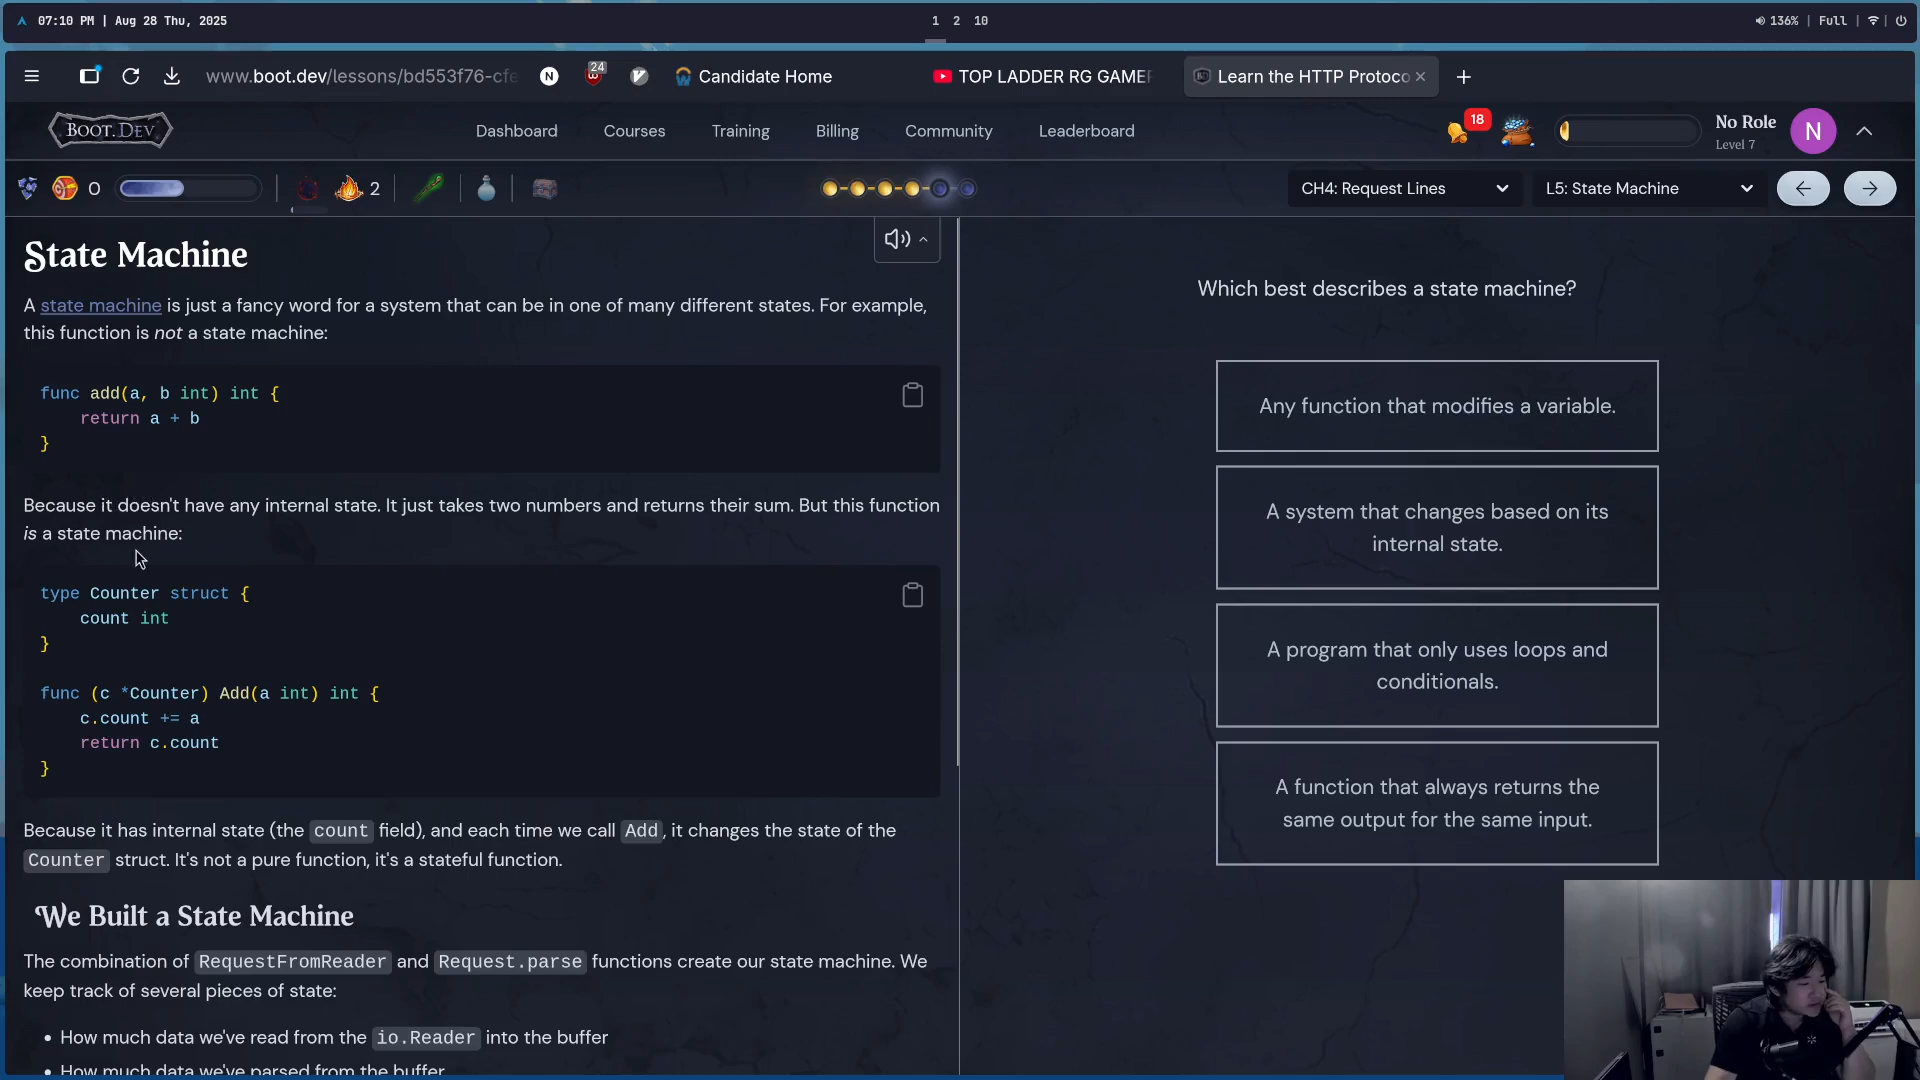 07:10 PM | Aug 28 Thu, 2025
1 2 10
136% | Full
www.boot.dev/lessons/bd553f76-cfe
24
Candidate Home
TOP LADDER RG GAMER
Learn the HTTP Protoco
BOOT.DEV
Dashboard
Courses
Training
Billing
Community
Leaderboard
18
No Role
Level 7
N
0
2
CH4: Request Lines
L5: State Machine
State Machine
A state machine is just a fancy word for a system that can be in one of many different states. For example,
this function is not a state machine:
func add(a, b int) int {
    return a + b
}
Because it doesn't have any internal state. It just takes two numbers and returns their sum. But this function
is a state machine:
type Counter struct {
    count int
}
func (c *Counter) Add(a int) int {
    c.count += a
    return c.count
}
Because it has internal state (the count field), and each time we call Add, it changes the state of the
Counter struct. It's not a pure function, it's a stateful function.
We Built a State Machine
The combination of RequestFromReader and Request.parse functions create our state machine. We
keep track of several pieces of state:
• How much data we've read from the io.Reader into the buffer
• How much data we've parsed from the buffer
Which best describes a state machine?
Any function that modifies a variable.
A system that changes based on its
internal state.
A program that only uses loops and
conditionals.
A function that always returns the
same output for the same input.